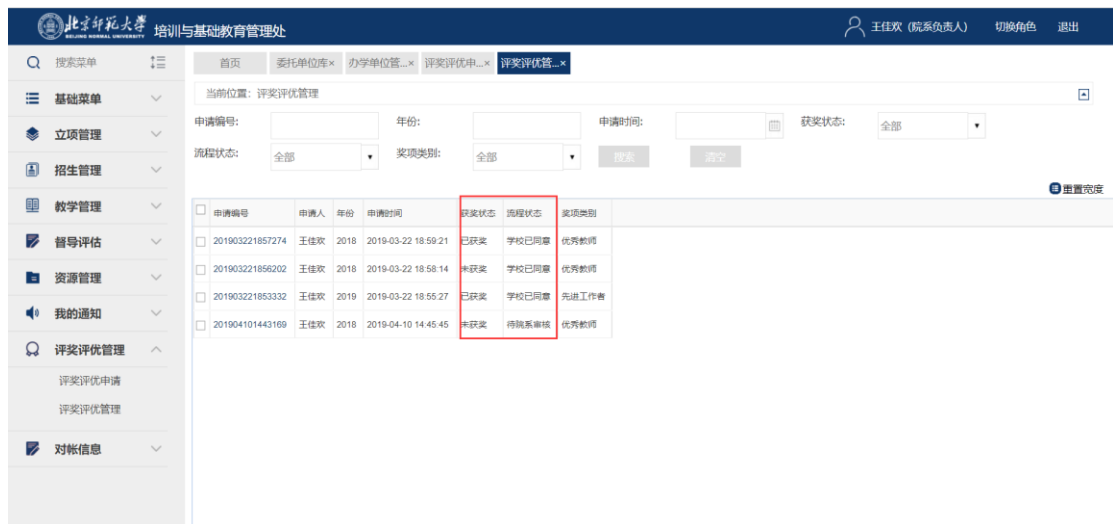 北京师范大学 培训与基础教育管理处 王佳欢 (院系负责人) 切换角色 退出
BEIJING NORMAL UNIVERSITY
搜索菜单 首页 委托单位库× 办学单位管...× 评奖评优申...× 评奖评优管...×
基础菜单 当前位置: 评奖评优管理
申请编号: 年份: 申请时间: 获奖状态: 全部
立项管理
流程状态: 全部 奖项类别: 全部 搜索 清空
招生管理
重置宽度
教学管理
申请编号 申请人 年份 申请时间 获奖状态 流程状态 奖项类别
督导评估 201903221857274 王佳欢 2018 2019-03-22 18:59:21 已获奖 学校已同意 优秀教师
资源管理 201903221856202 王佳欢 2018 2019-03-22 18:58:14 未获奖 学校已同意 优秀教师
201903221853332 王佳欢 2019 2019-03-22 18:55:27 已获奖 学校已同意 先进工作者
我的通知
201904101443169 王佳欢 2018 2019-04-10 14:45:45 未获奖 待院系审核 优秀教师
评奖评优管理
评奖评优申请
评奖评优管理
对帐信息